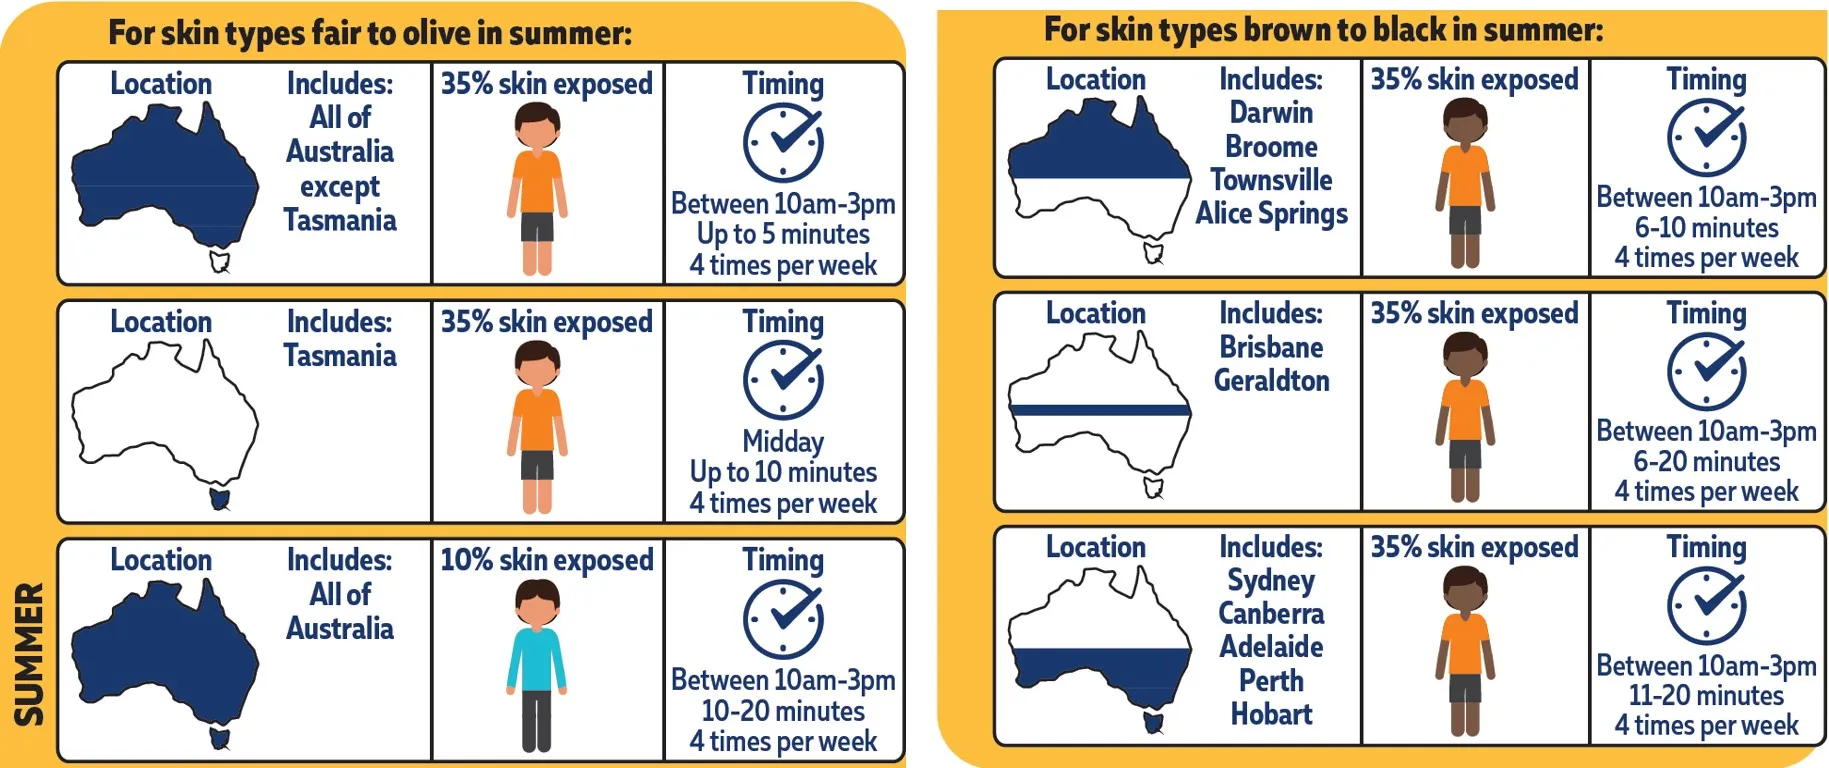 For skin types fair to olive in summer:
Location
Includes:
All of
Australia
except
Tasmania
35% skin exposed
Timing
Between 10am-3pm
Up to 5 minutes
4 times per week
Location
Includes:
Tasmania
35% skin exposed
Timing
Midday
Up to 10 minutes
4 times per week
Location
Includes:
All of
Australia
10% skin exposed
Timing
Between 10am-3pm
10-20 minutes
4 times per week
SUMMER
For skin types brown to black in summer:
Location
Includes:
Darwin
Broome
Townsville
Alice Springs
35% skin exposed
Timing
Between 10am-3pm
6-10 minutes
4 times per week
Location
Includes:
Brisbane
Geraldton
35% skin exposed
Timing
Between 10am-3pm
6-20 minutes
4 times per week
Location
Includes:
Sydney
Canberra
Adelaide
Perth
Hobart
35% skin exposed
Timing
Between 10am-3pm
11-20 minutes
4 times per week